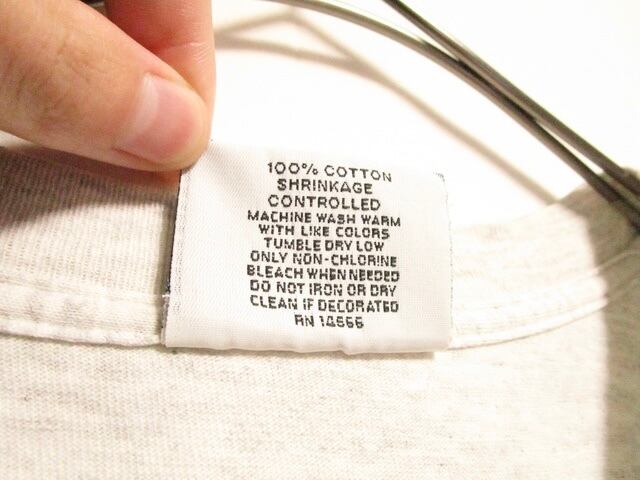 100% COTTON
SHRINKAGE
CONTROLLED
MACHINE WASH WARM
WITH LIKE COLORS
TUMBLE DRY LOW
ONLY NON-CHLORINE
BLEACH WHEN NEEDED
DO NOT IRON OR DRY
CLEAN IF DECORATED
RN